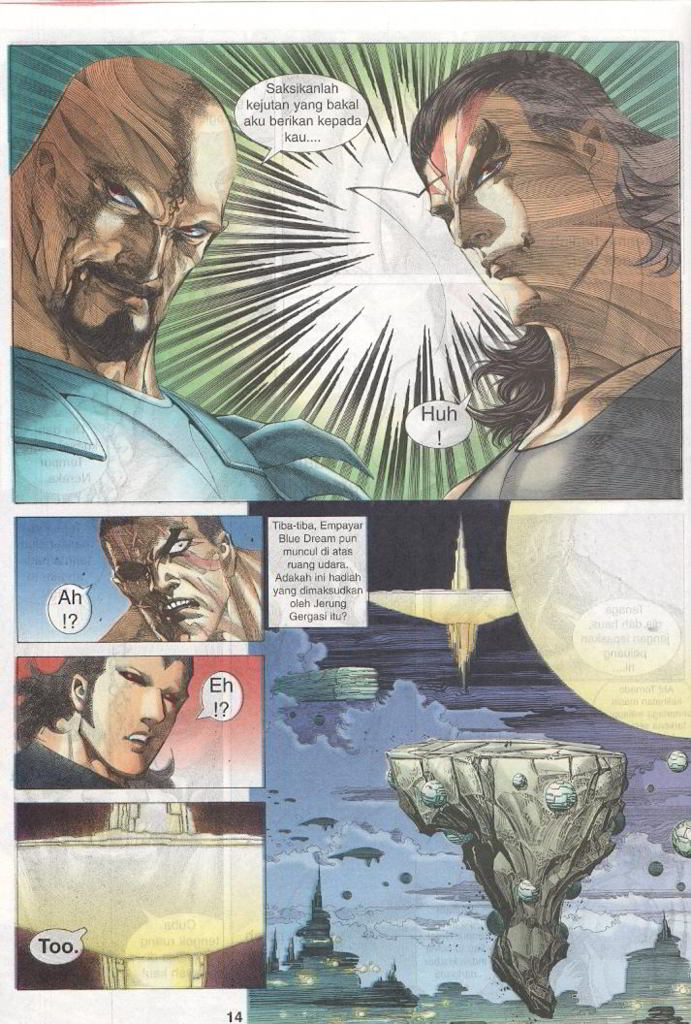 Saksikanlah
kejutan yang bakal
aku berikan kepada
kau....
Huh
!
Ah
!?
Tiba-tiba, Empayar
Blue Dream pun
muncul di atas
ruang udara.
Adakah ini hadiah
yang dimaksudkan
oleh Jerung
Gergasi itu?
Eh
!?
Too.
14